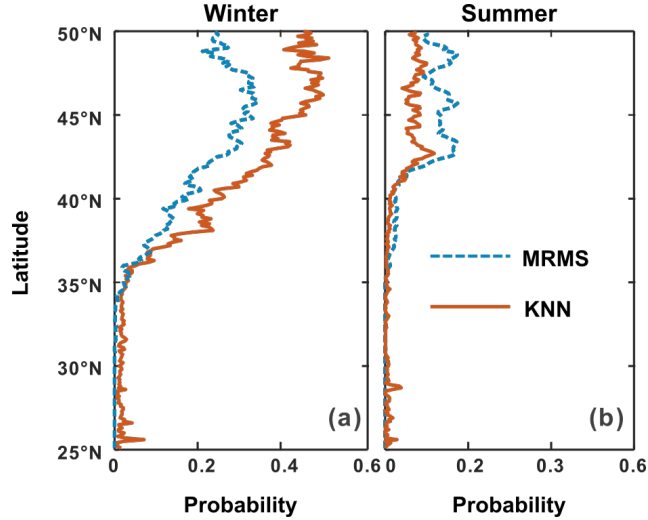 Winter
Summer
50°N
45°N
40°N
35°N
30°N
25°N
Latitude
MRMS
KNN
(a)
(b)
0
0.2
0.4
0.6
0
0.2
0.3
0.6
Probability
Probability